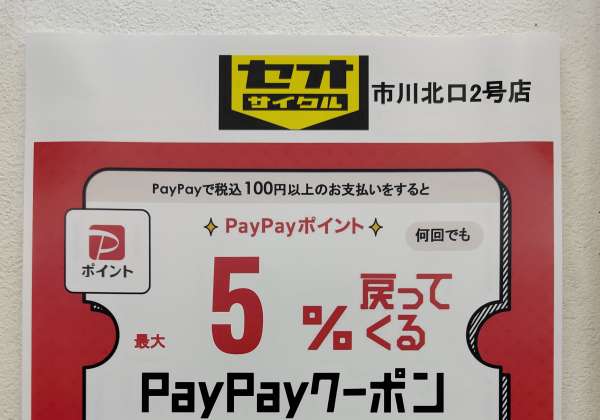 セオ
サイクル
市川北口2号店
PayPayで税込100円以上のお支払いをすると
PayPayポイント
何回でも
P
ポイント
最大 5 % 戻って
くる
PayPayクーポン